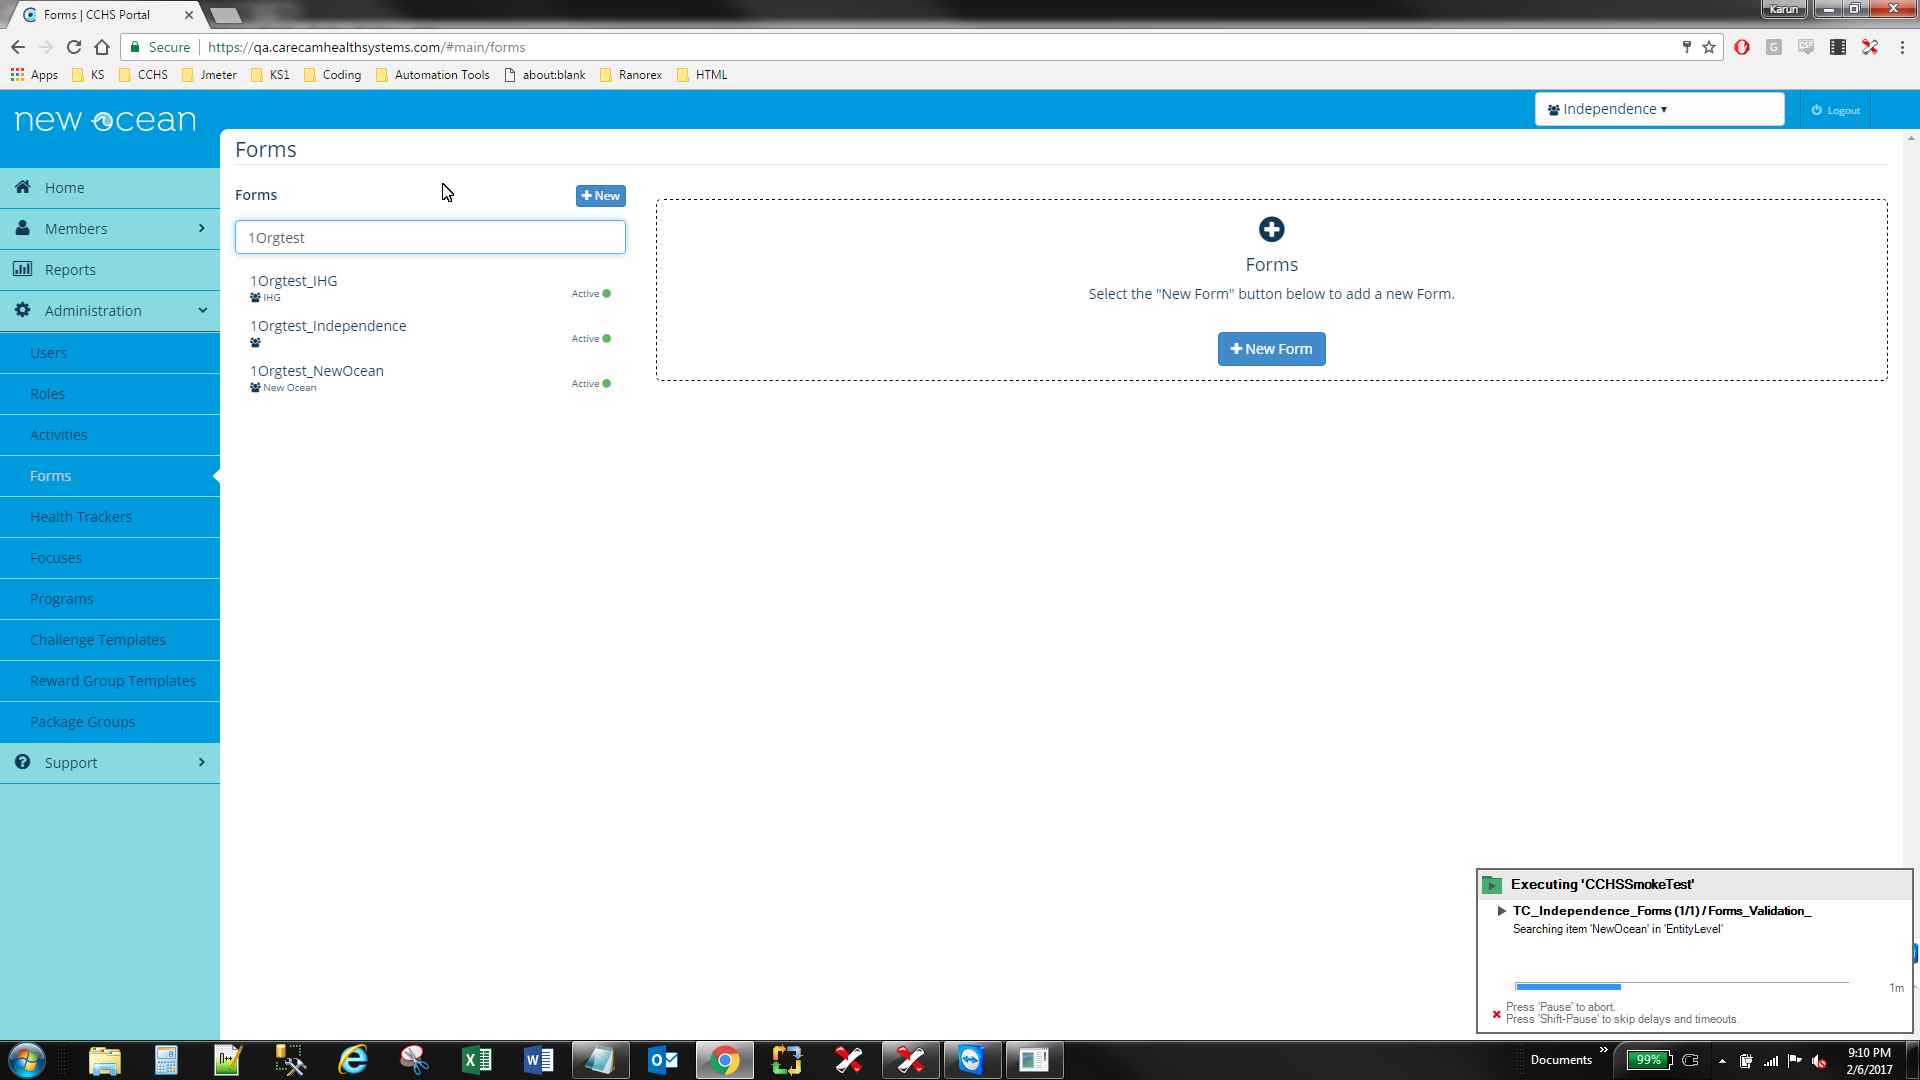 Forms | CCHS Portal
Karun
Secure
https://qa.carecamhealthsystems.com/#main/forms
Apps
KS
CCHS
Jmeter
KS1
Coding
Automation Tools
about:blank
Ranorex
HTML
new ocean
Independence
Logout
Forms
Home
Members
Reports
Administration
Users
Roles
Activities
Forms
Health Trackers
Focuses
Programs
Challenge Templates
Reward Group Templates
Package Groups
Support
Forms
New
1Orgtest
1Orgtest_IHG
IHG
Active
1Orgtest_Independence
Active
1Orgtest_NewOcean
New Ocean
Active
Forms
Select the "New Form" button below to add a new Form.
New Form
Executing 'CCHSSmokeTest'
TC_Independence_Forms (1/1) / Forms_Validation_
Searching item 'NewOcean' in 'EntityLevel'
1m
Press 'Pause' to abort.
Press 'Shift-Pause' to skip delays and timeouts.
Documents
99%
9:10 PM
2/6/2017